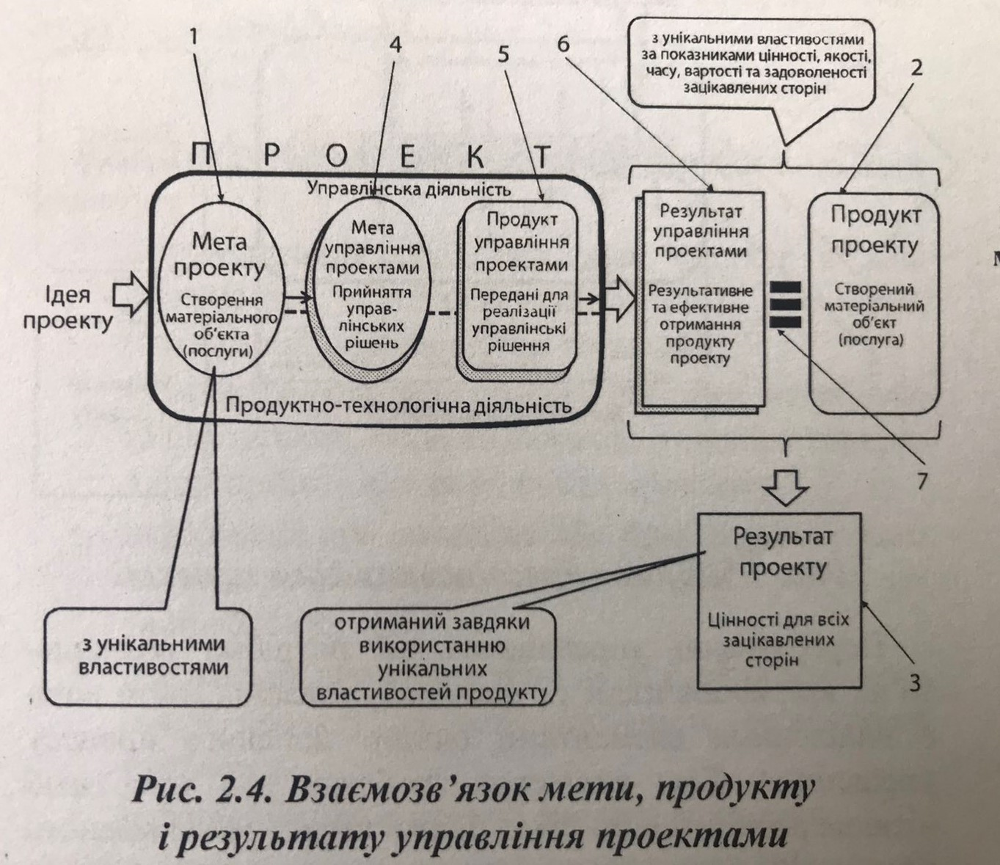 1
4
5
6
2
з унікальними властивостями
за показниками цінності, якості,
часу, вартості та задоволеності
зацікавлених сторін
П Р О Е К Т
Управлінська діяльність
Ідея
проекту
Мета
проекту
Створення
матеріального
об'єкта
(послуги)
Мета
управління
проектами
Прийняття
управ-
лінських
рішень
Продукт
управління
проектами
Передані для
реалізації
управлінські
рішення
Продуктно-технологічна діяльність
Результат
управління
проектами
Результативне
та ефективне
отримання
продукту
проекту
Продукт
проекту
Створений
матеріальний
об'єкт
(послуга)
7
Результат
проекту
Цінності для всіх
зацікавлених
сторін
3
з унікальними
властивостями
отриманий завдяки
використанню
унікальних
властивостей продукту
Рис. 2.4. Взаємозв'язок мети, продукту
і результату управління проектами